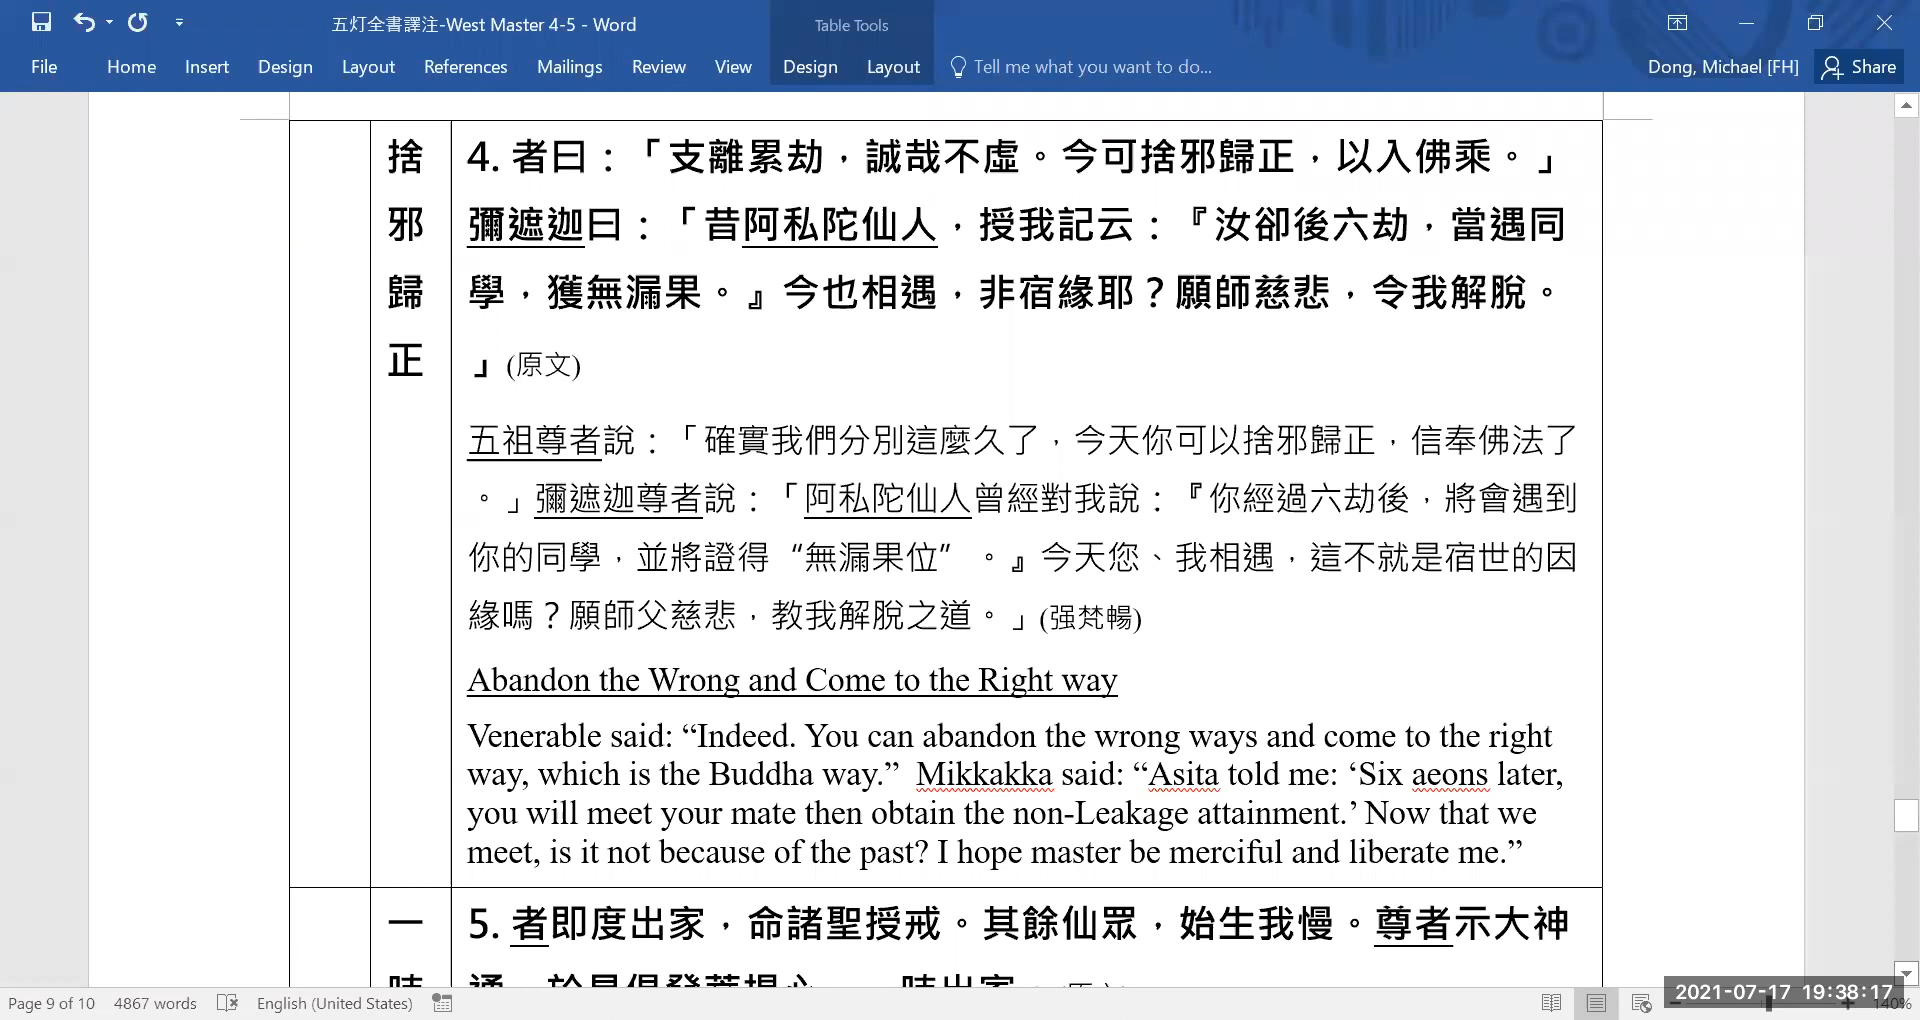 五灯全書譯注-West Master 4-5 - Word
Table Tools
File Home Insert Design Layout References Mailings Review View Design Layout Tell me what you want to do... Dong, Michael [FH] Share
捨
邪
歸
正
4. 者曰：「支離累劫，誠哉不虛。今可捨邪歸正，以入佛乘。」
彌遮迦曰：「昔阿私陀仙人，授我記云：『汝卻後六劫，當遇同
學，獲無漏果。』今也相遇，非宿緣耶？願師慈悲，令我解脫。
」(原文)
五祖尊者說：「確實我們分別這麼久了，今天你可以捨邪歸正，信奉佛法了
。」彌遮迦尊者說：「阿私陀仙人曾經對我說：『你經過六劫後，將會遇到
你的同學，並將證得“無漏果位” 。』今天您、我相遇，這不就是宿世的因
緣嗎？願師父慈悲，教我解脫之道。」(强梵暢)
Abandon the Wrong and Come to the Right way
Venerable said: “Indeed. You can abandon the wrong ways and come to the right
way, which is the Buddha way.” Mikkakka said: “Asita told me: ‘Six aeons later,
you will meet your mate then obtain the non-Leakage attainment.’ Now that we
meet, is it not because of the past? I hope master be merciful and liberate me.”
一
5. 者即度出家，命諸聖授戒。其餘仙眾，始生我慢。尊者示大神
Page 9 of 10 4867 words English (United States) 140%
2021-07-17 19:38:17